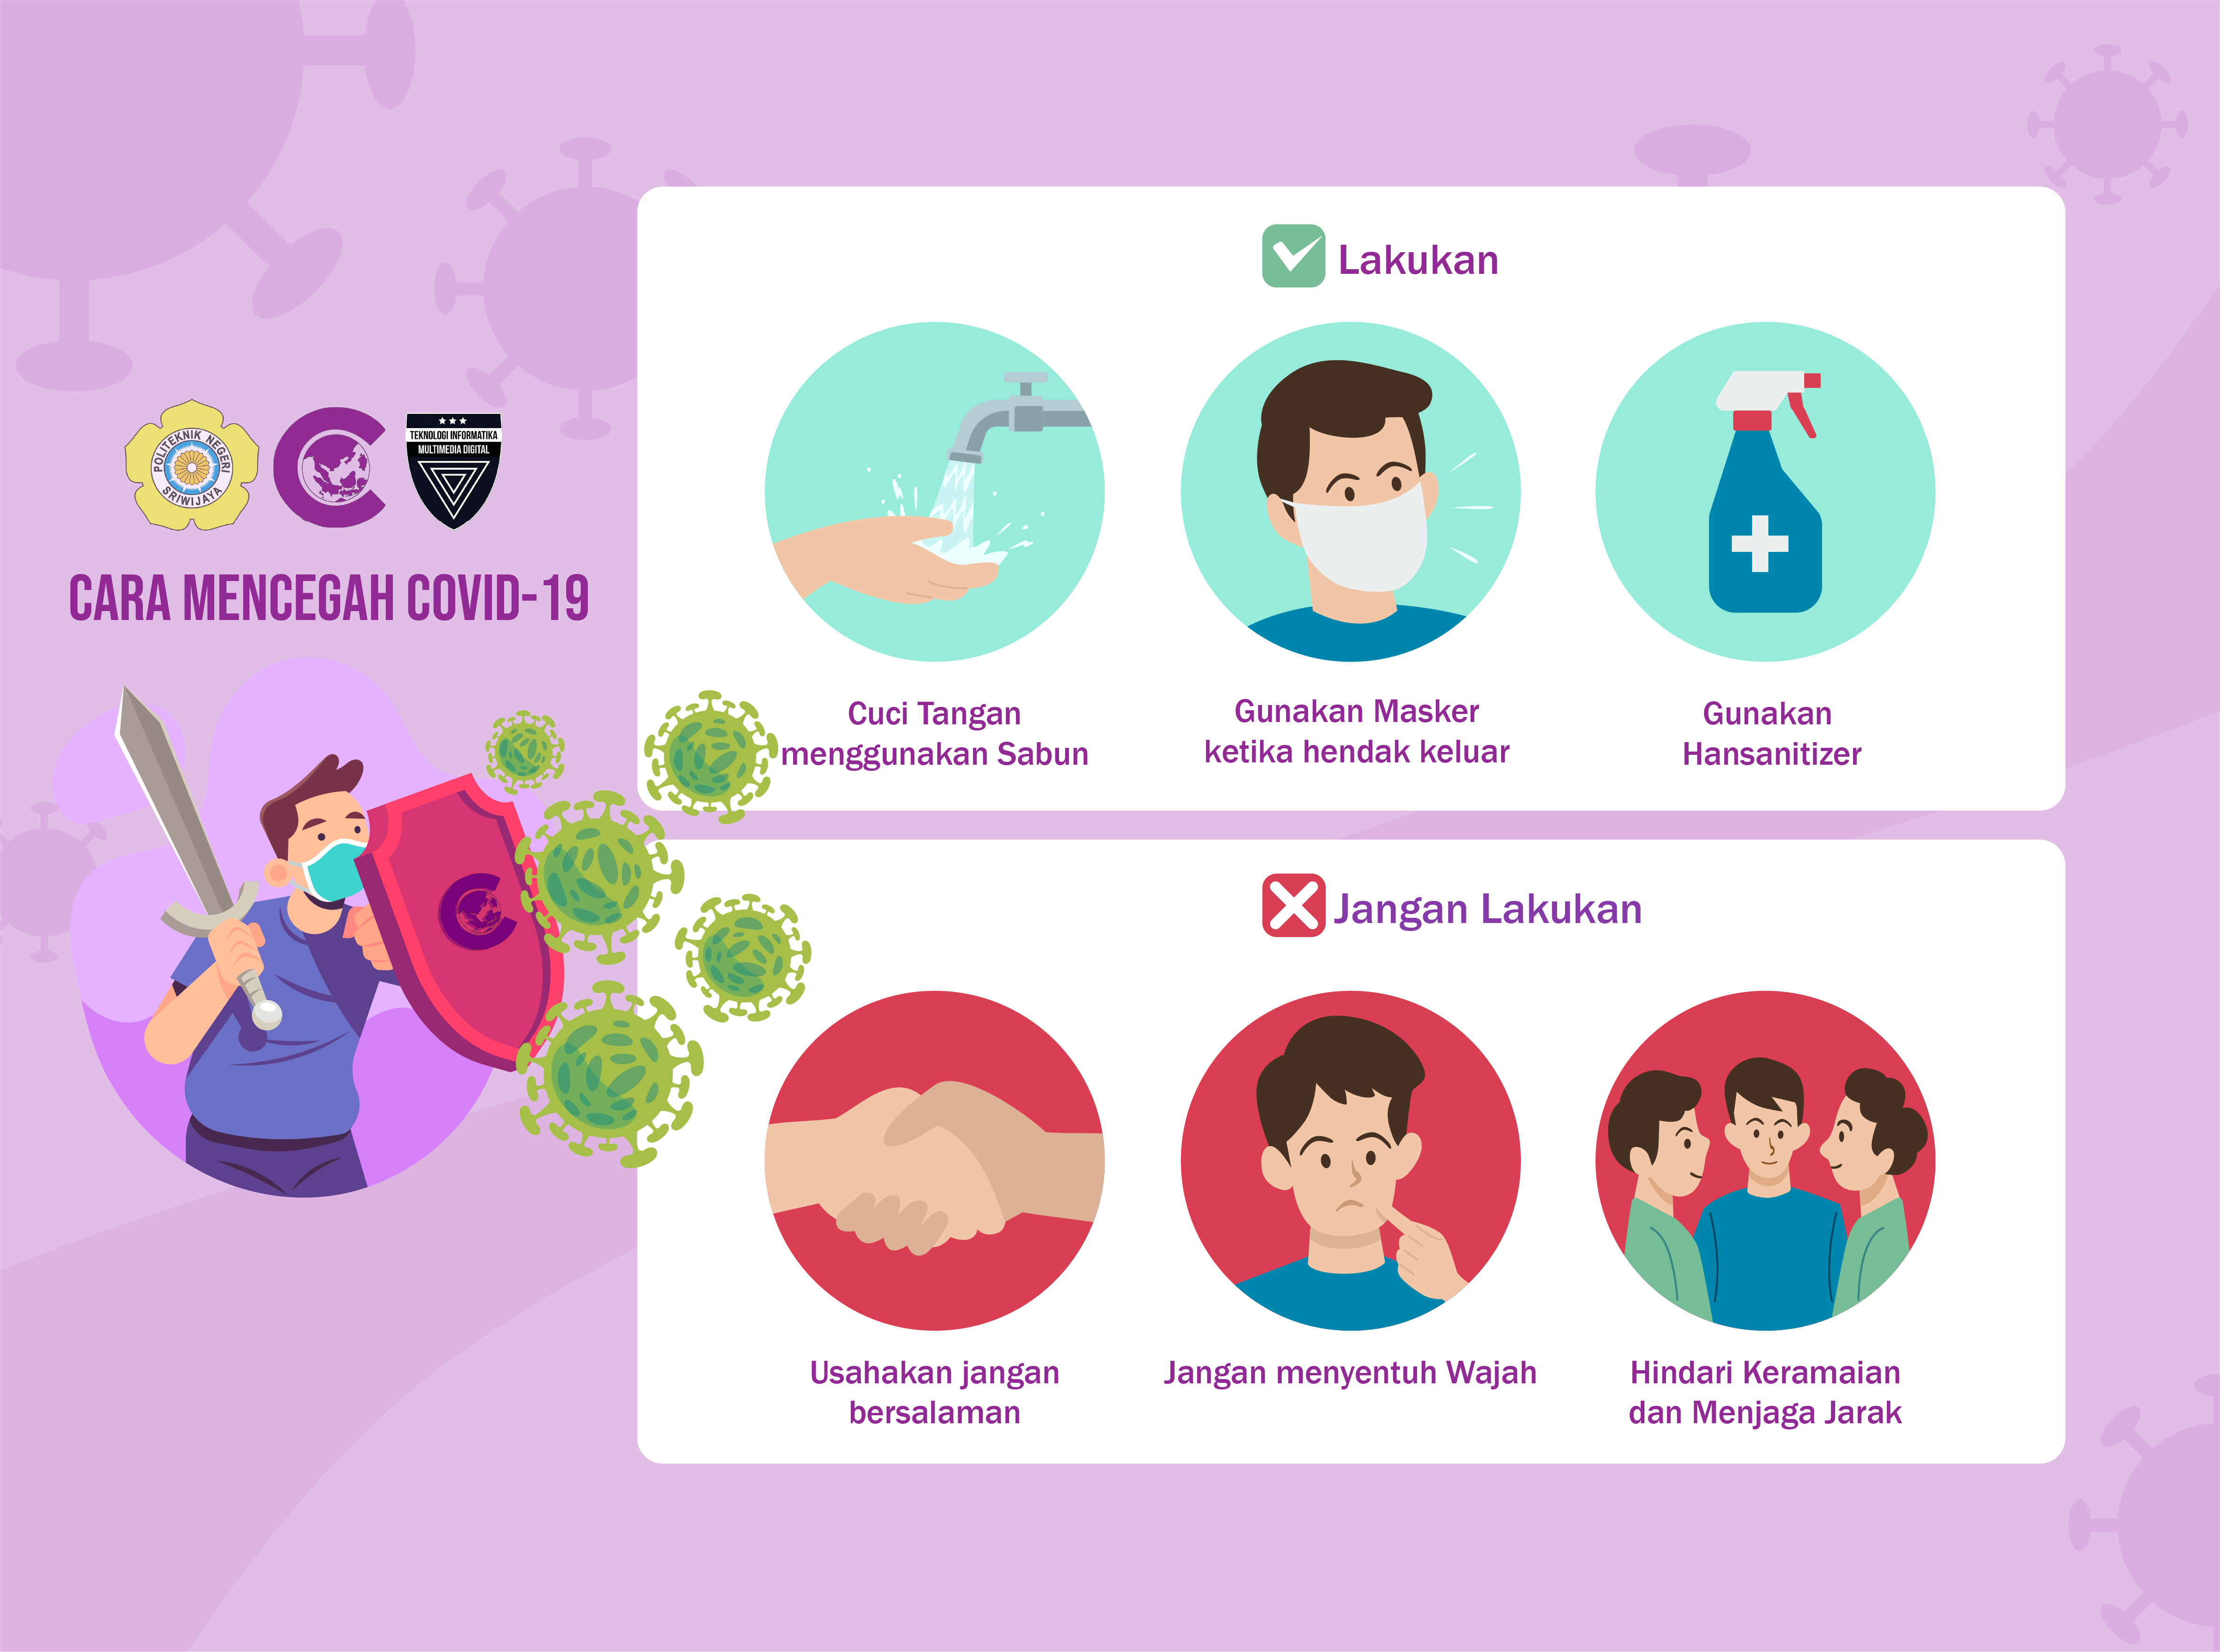 POLITEKNIK NEGERI
SRIWIJAYA
TEKNOLOGI INFORMATIKA
MULTIMEDIA DIGITAL
CARA MENCEGAH COVID-19
Lakukan
Cuci Tangan
menggunakan Sabun
Gunakan Masker
ketika hendak keluar
Gunakan
Hansanitizer
Jangan Lakukan
Usahakan jangan
bersalaman
Jangan menyentuh Wajah
Hindari Keramaian
dan Menjaga Jarak